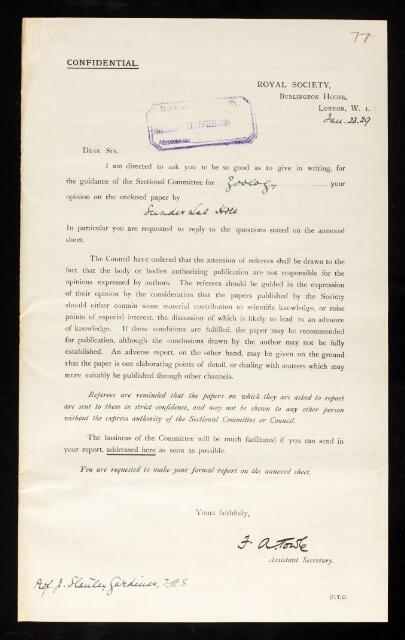 77
CONFIDENTIAL.
ROYAL SOCIETY,
BURLINGTON HOUSE,
LONDON, W. 1.
Jan. 23. 29
DEAR SIR,
I am directed to ask you to be so good as to give in writing, for
the guidance of the Sectional Committee for Zoology your
opinion on the enclosed paper by
Sunder Lal Hora
In particular you are requested to reply to the questions stated on the annexed
sheet.
The Council have ordered that the attention of referees shall be drawn to the
fact that the body or bodies authorizing publication are not responsible for the
opinions expressed by authors. The referees should be guided in the expression
of their opinion by the consideration that the papers published by the Society
should either contain some material contribution to scientific knowledge, or raise
points of especial interest, the discussion of which is likely to lead to an advance
of knowledge. If these conditions are fulfilled, the paper may be recommended
for publication, although the conclusions drawn by the author may not be fully
established. An adverse report, on the other hand, may be given on the ground
that the paper is one elaborating points of detail, or dealing with matters which may
more suitably be published through other channels.
Referees are reminded that the papers on which they are asked to report
are sent to them in strict confidence, and may not be shown to any other person
without the express authority of the Sectional Committee or Council.
The business of the Committee will be much facilitated if you can send in
your report, addressed here as soon as possible.
You are requested to make your formal report on the annexed sheet.
Yours faithfully,
F. A. Towle
Assistant Secretary.
Prof. J. Stanley Gardiner, F.R.S.
[P.T.O.